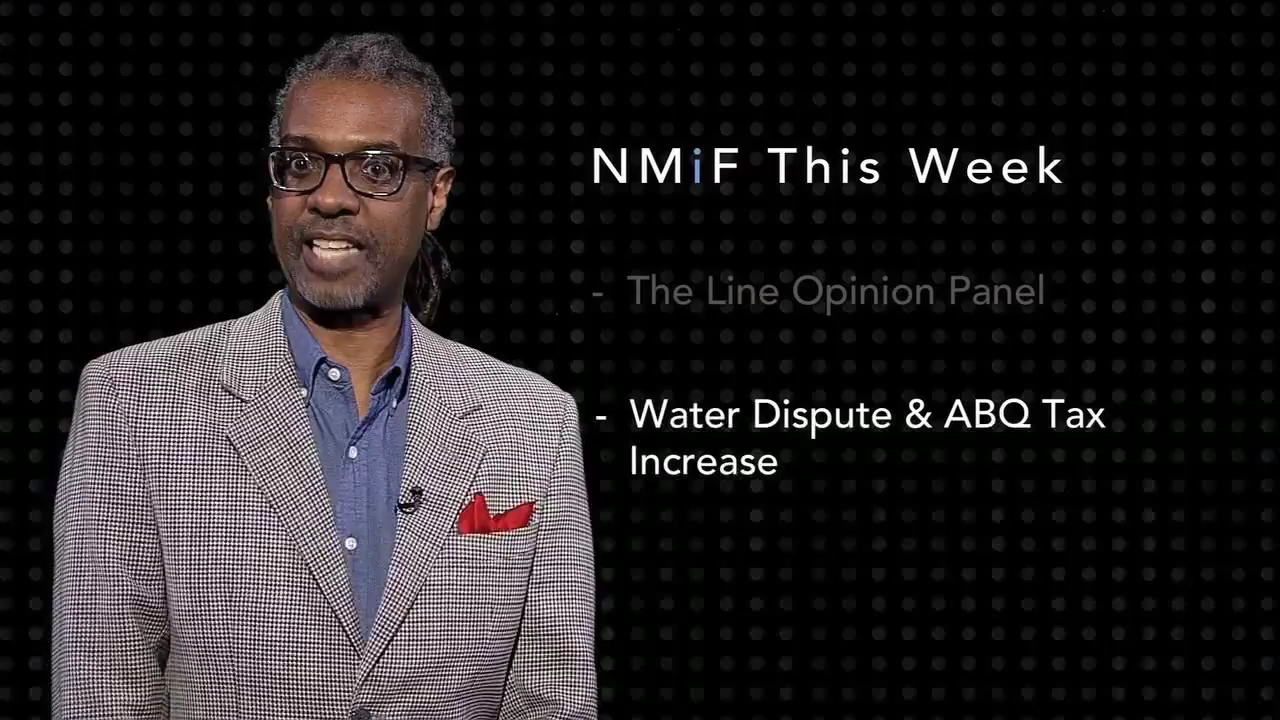 NMiF This Week
- The Line Opinion Panel
- Water Dispute & ABQ Tax
Increase